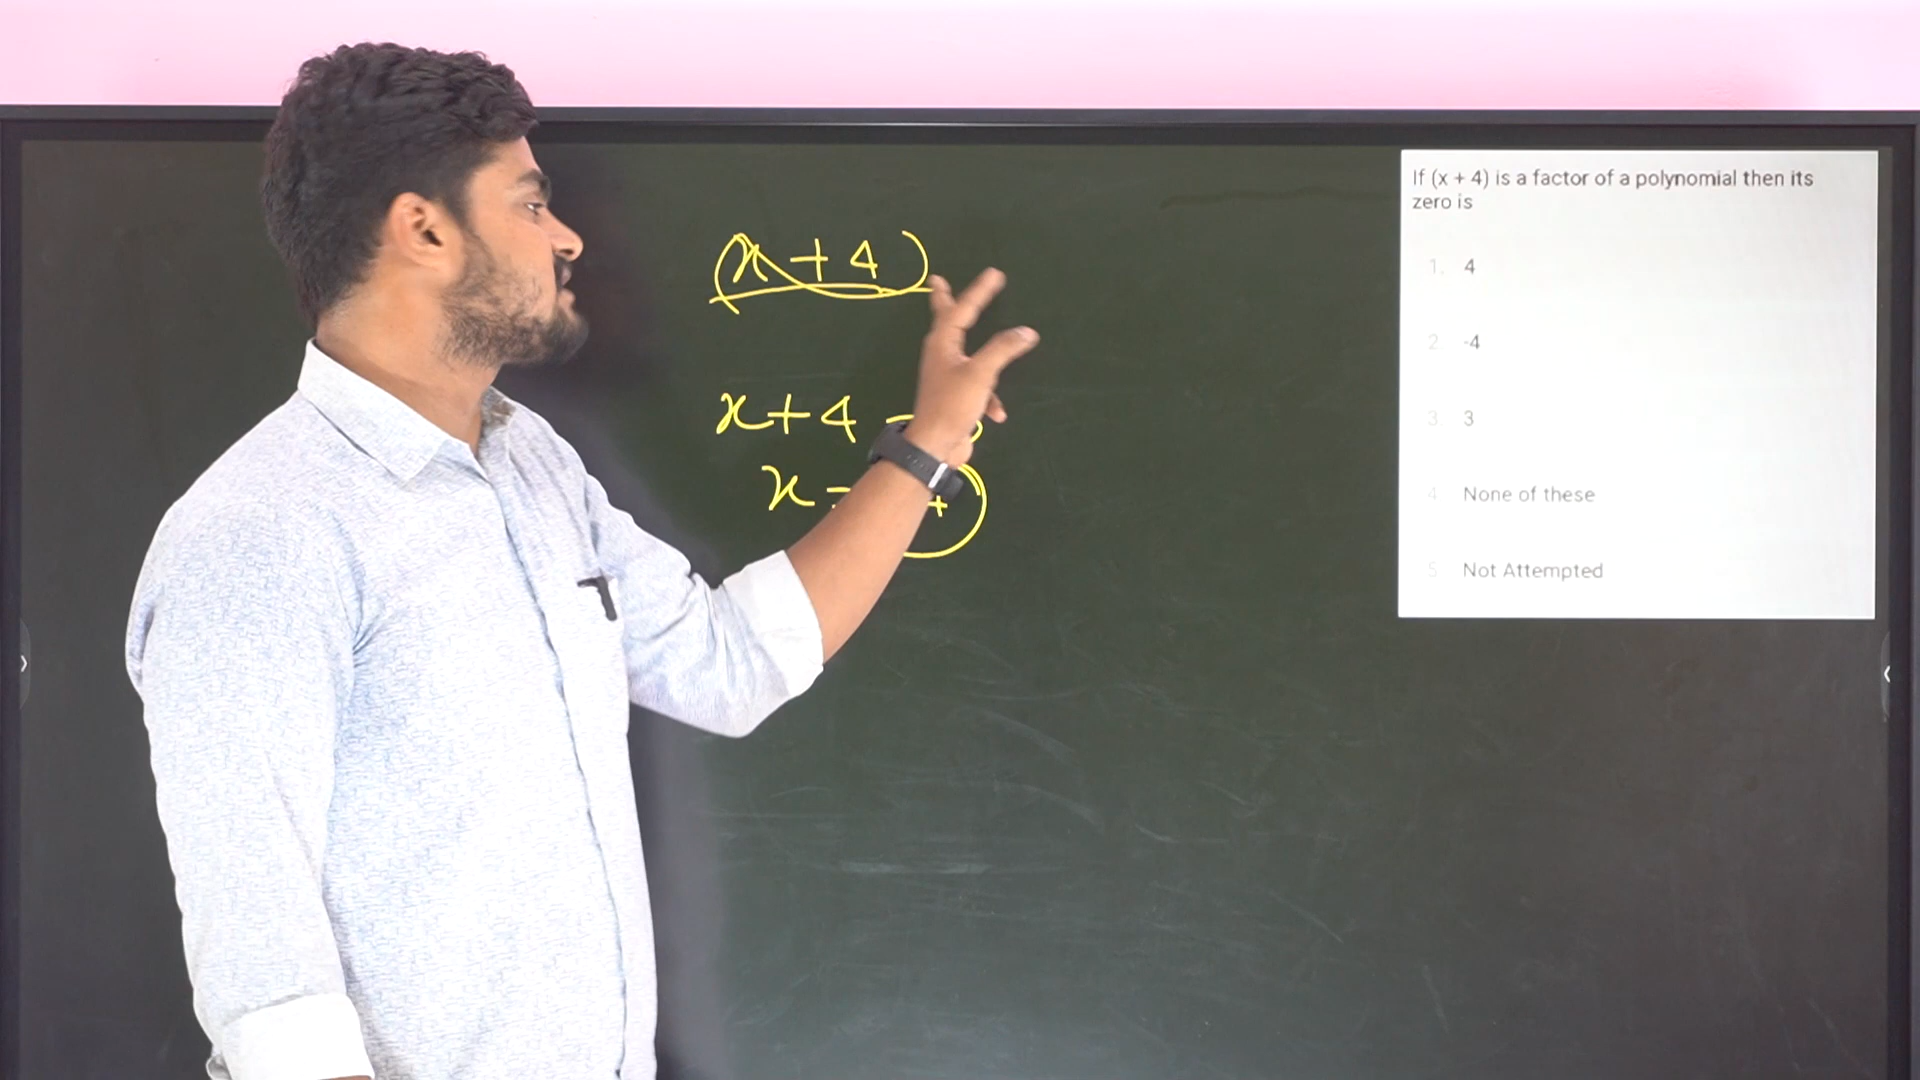 (x + 4)
x + 4
x =
If (x + 4) is a factor of a polynomial then its
zero is
1. 4
2. -4
3. 3
4 None of these
5. Not Attempted